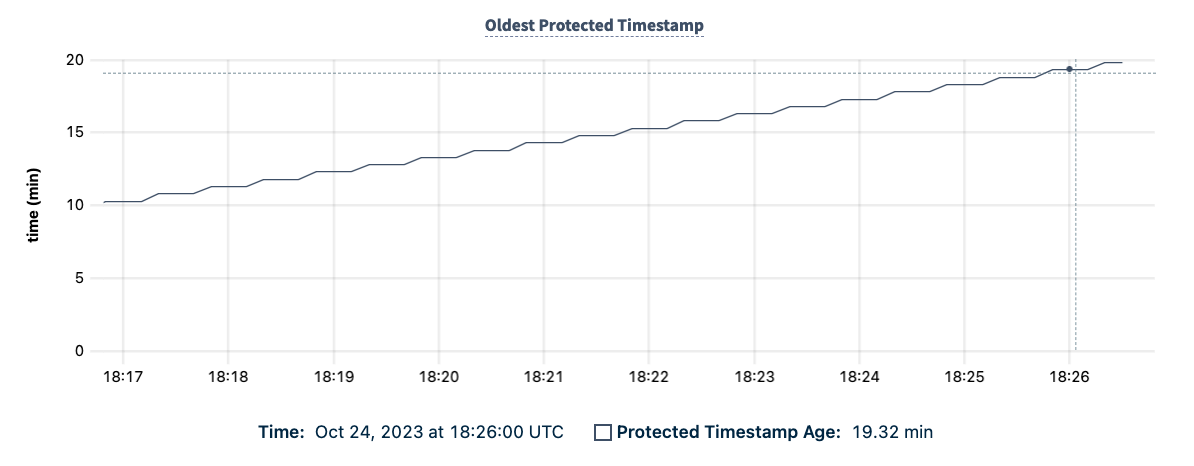 Oldest Protected Timestamp
20
15
10
5
0
time (min)
18:17 18:18 18:19 18:20 18:21 18:22 18:23 18:24 18:25 18:26
Time: Oct 24, 2023 at 18:26:00 UTC Protected Timestamp Age: 19.32 min